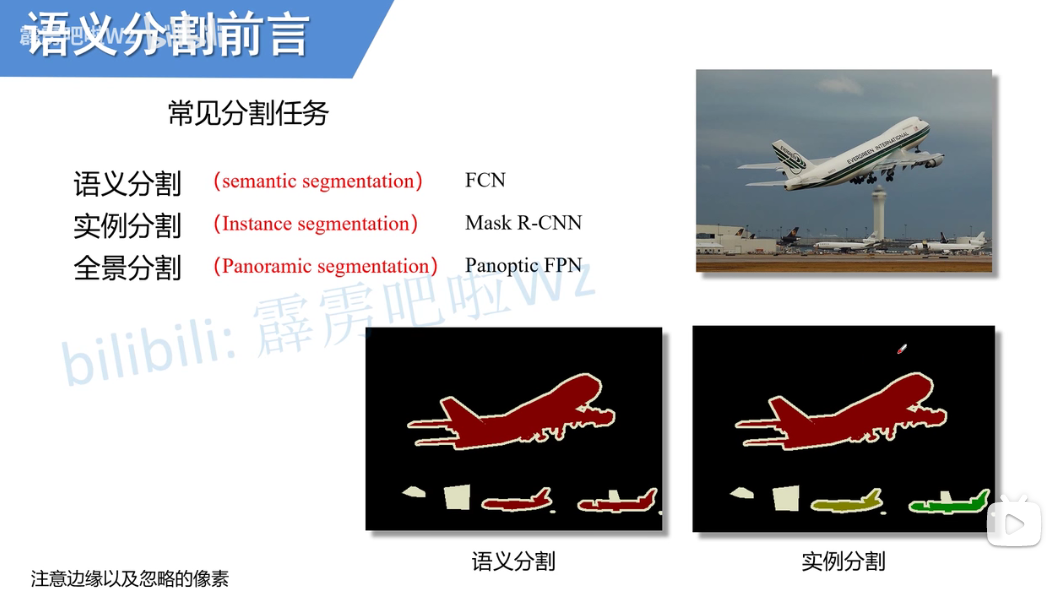 语义分割前言
常见分割任务
语义分割 (semantic segmentation) FCN
实例分割 (Instance segmentation) Mask R-CNN
全景分割 (Panoramic segmentation) Panoptic FPN
bilibili: 霹雳吧啦Wz
EVERGREEN INTERNATIONAL
语义分割
实例分割
注意边缘以及忽略的像素